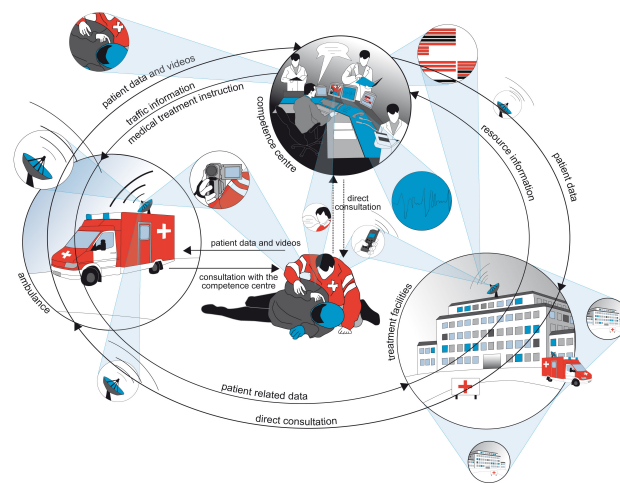 patient data and videos
traffic information
medical treatment instruction
competence centre
resource information
patient data
direct
consultation
patient data and videos
consultation with the
competence centre
ambulance
treatment facilities
patient related data
direct consultation